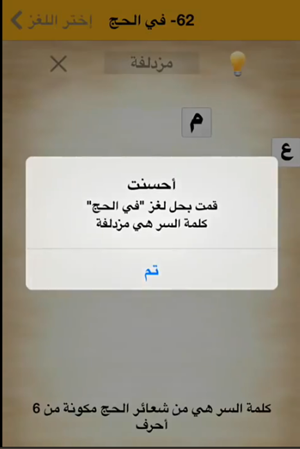 62- في الحج
إختر اللغز
مزدلفة
م
ع
أحسنت
قمت بحل لغز "في الحج"
كلمة السر هي مزدلفة
تم
كلمة السر هي من شعائر الحج مكونة من 6
أحرف